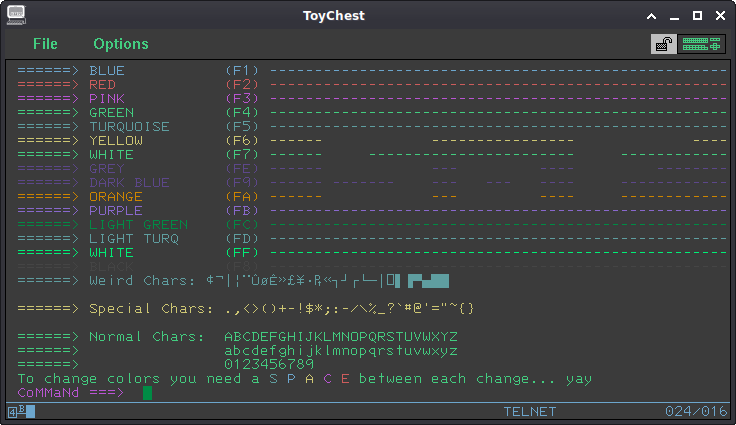 ToyChest
File Options
======> BLUE (F1) ----------------------------------------------------
======> RED (F2) ----------------------------------------------------
======> PINK (F3) ----------------------------------------------------
======> GREEN (F4) ----------------------------------------------------
======> TURQUOISE (F5) ----------------------------------------------------
======> YELLOW (F6) ------ ---------------- ----
======> WHITE (F7) ------ ----------------------- ------------
======> GREY (FE) ------ --- ---- --------
======> DARK BLUE (F9) ------ ------- --- --- ---- -----------
======> ORANGE (FA) ------ --- ---- --------
======> PURPLE (FB) ----------------------------------------------------
======> LIGHT GREEN (FC) ----------------------------------------------------
======> LIGHT TURQ (FD) ----------------------------------------------------
======> WHITE (FF) ----------------------------------------------------
BLACK
======> Weird Chars:
======> Special Chars: .,<>()+-!$*;:-/\%_?`#@'="~{}
======> Normal Chars: ABCDEFGHIJKLMNOPQRSTUVWXYZ
======> abcdefghijklmnopqrstuvwxyz
======> 0123456789
To change colors you need a S P A C E between each change... yay
CoMMaNd ===>
4B TELNET 024/016